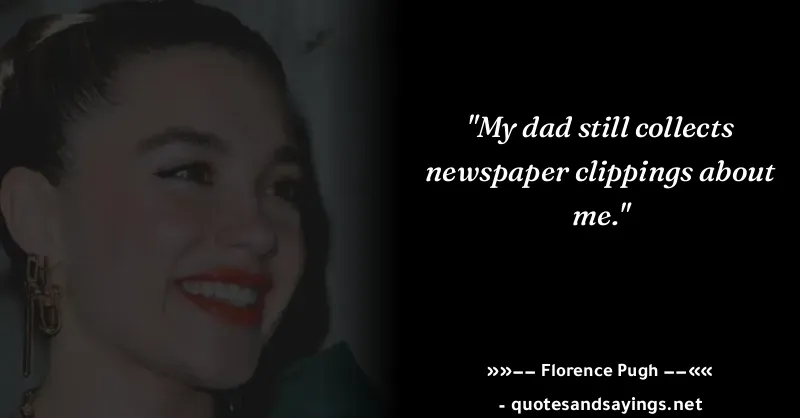 "My dad still collects
newspaper clippings about
me."
»»–– Florence Pugh ––««
- quotesandsayings.net